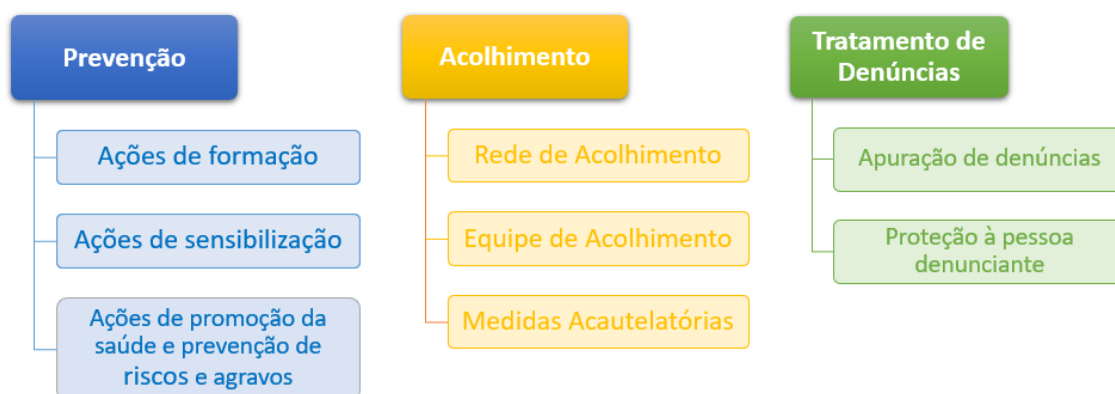 Prevenção
Ações de formação
Ações de sensibilização
Ações de promoção da
saúde e prevenção de
riscos e agravos
Acolhimento
Rede de Acolhimento
Equipe de Acolhimento
Medidas Acautelatórias
Tratamento de
Denúncias
Apuração de denúncias
Proteção à pessoa
denunciante